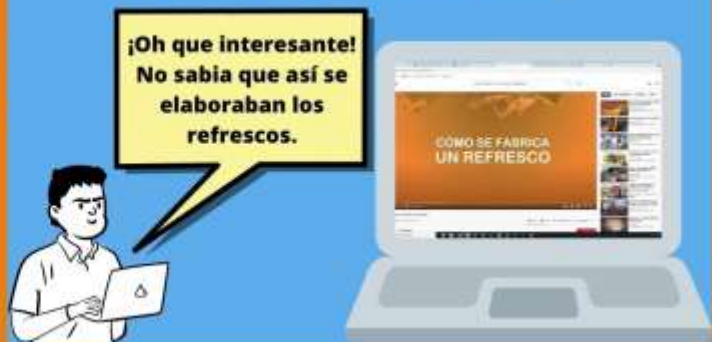 ¡Oh que interesante!
No sabia que así se
elaboraban los
refrescos.
CÓMO SE FABRICA
UN REFRESCO